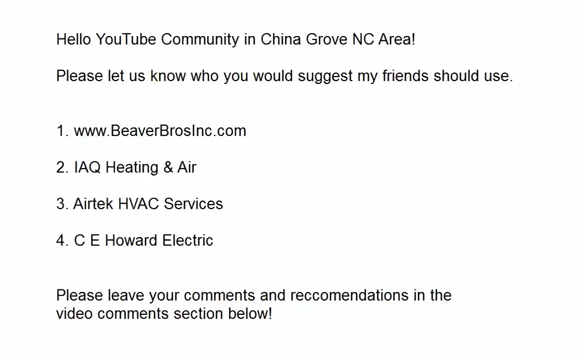 Hello YouTube Community in China Grove NC Area!
Please let us know who you would suggest my friends should use.
1. www.BeaverBrosInc.com
2. IAQ Heating & Air
3. Airtek HVAC Services
4. C E Howard Electric
Please leave your comments and reccomendations in the
video comments section below!